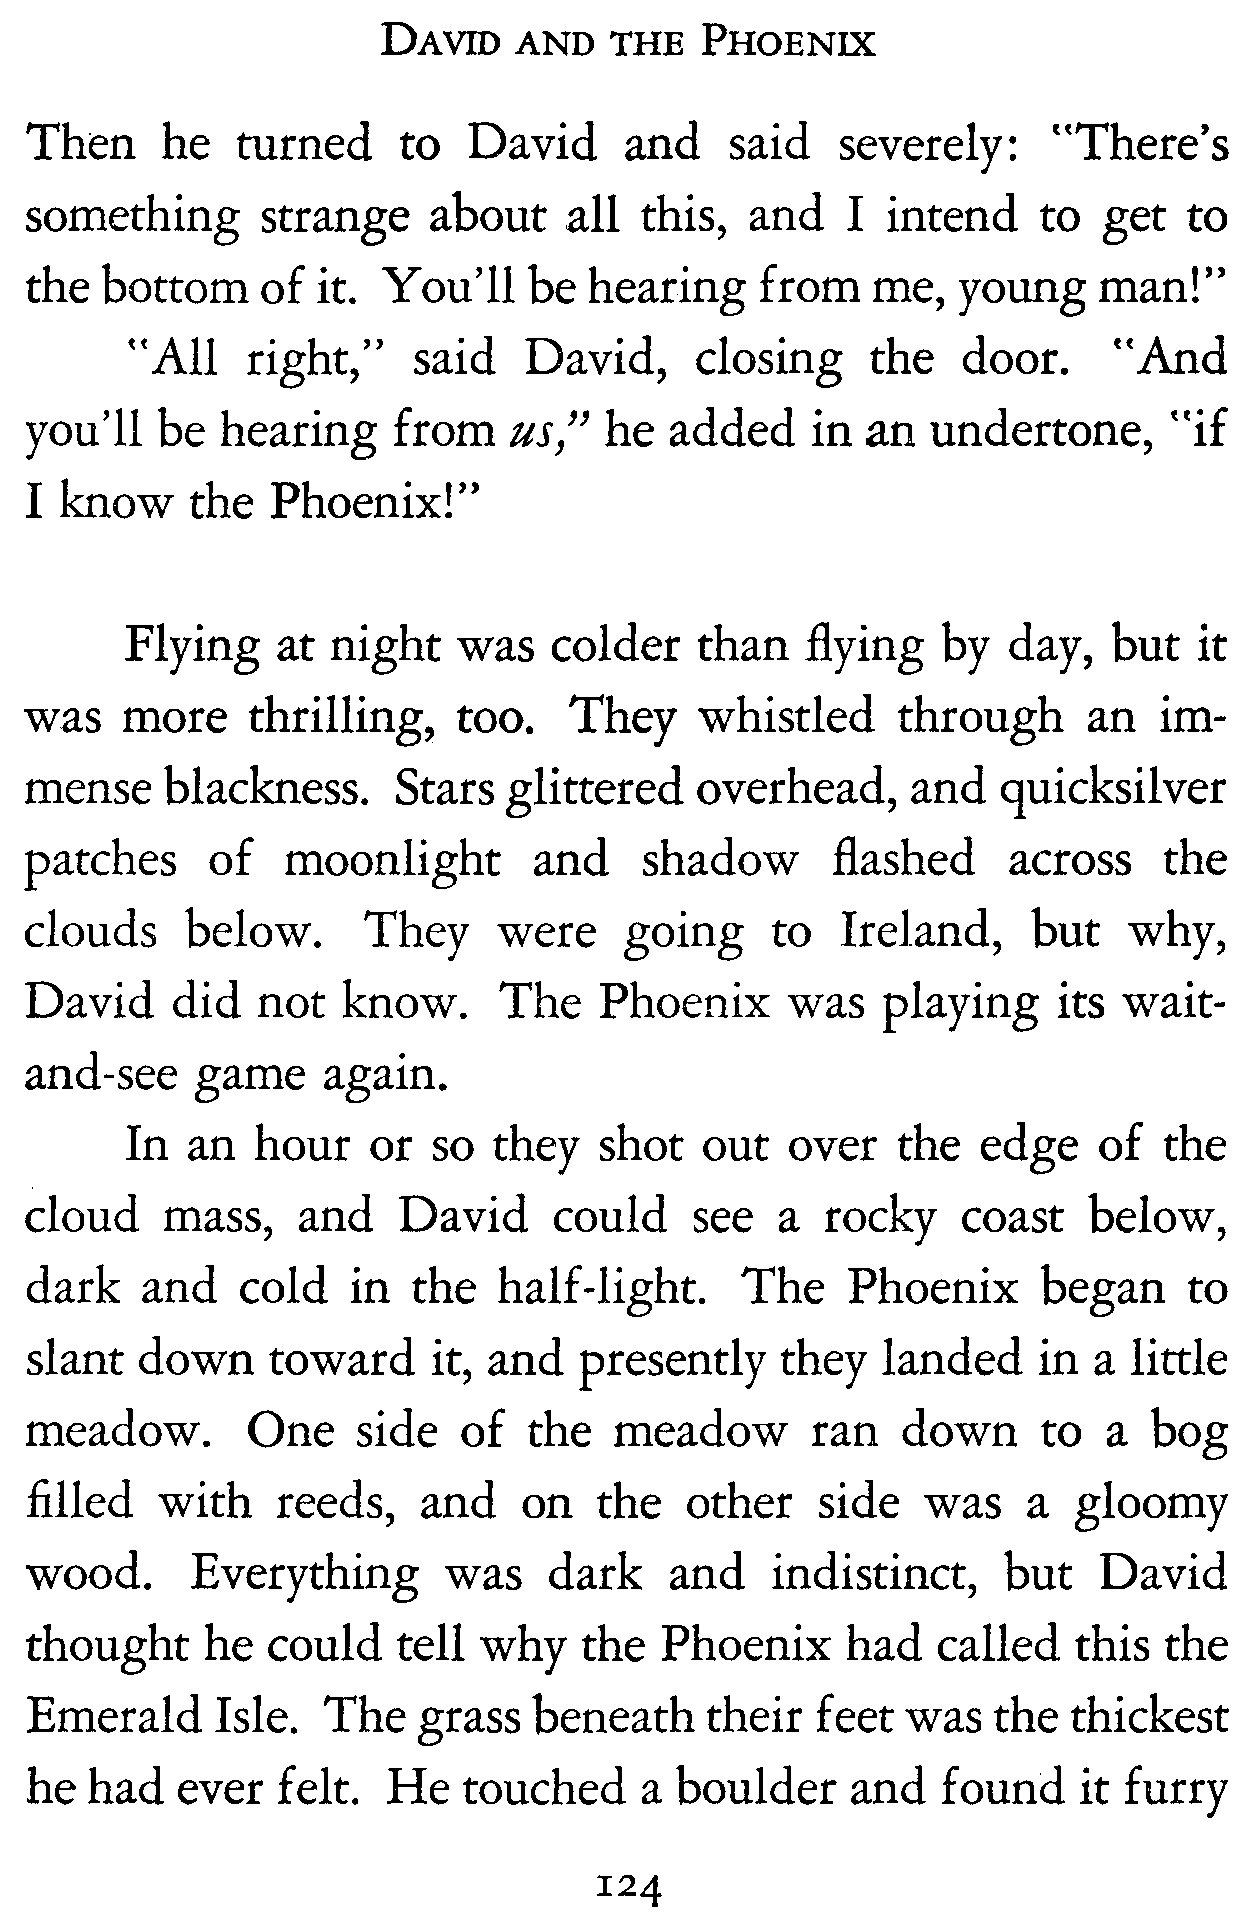 David and the Phoenix
Then he turned to David and said severely: "There's
something strange about all this, and I intend to get to
the bottom of it. You'll be hearing from me, young man!"
"All right," said David, closing the door. "And
you'll be hearing from us," he added in an undertone, "if
I know the Phoenix!"
Flying at night was colder than flying by day, but it
was more thrilling, too. They whistled through an im-
mense blackness. Stars glittered overhead, and quicksilver
patches of moonlight and shadow flashed across the
clouds below. They were going to Ireland, but why,
David did not know. The Phoenix was playing its wait-
and-see game again.
In an hour or so they shot out over the edge of the
cloud mass, and David could see a rocky coast below,
dark and cold in the half-light. The Phoenix began to
slant down toward it, and presently they landed in a little
meadow. One side of the meadow ran down to a bog
filled with reeds, and on the other side was a gloomy
wood. Everything was dark and indistinct, but David
thought he could tell why the Phoenix had called this the
Emerald Isle. The grass beneath their feet was the thickest
he had ever felt. He touched a boulder and found it furry
124